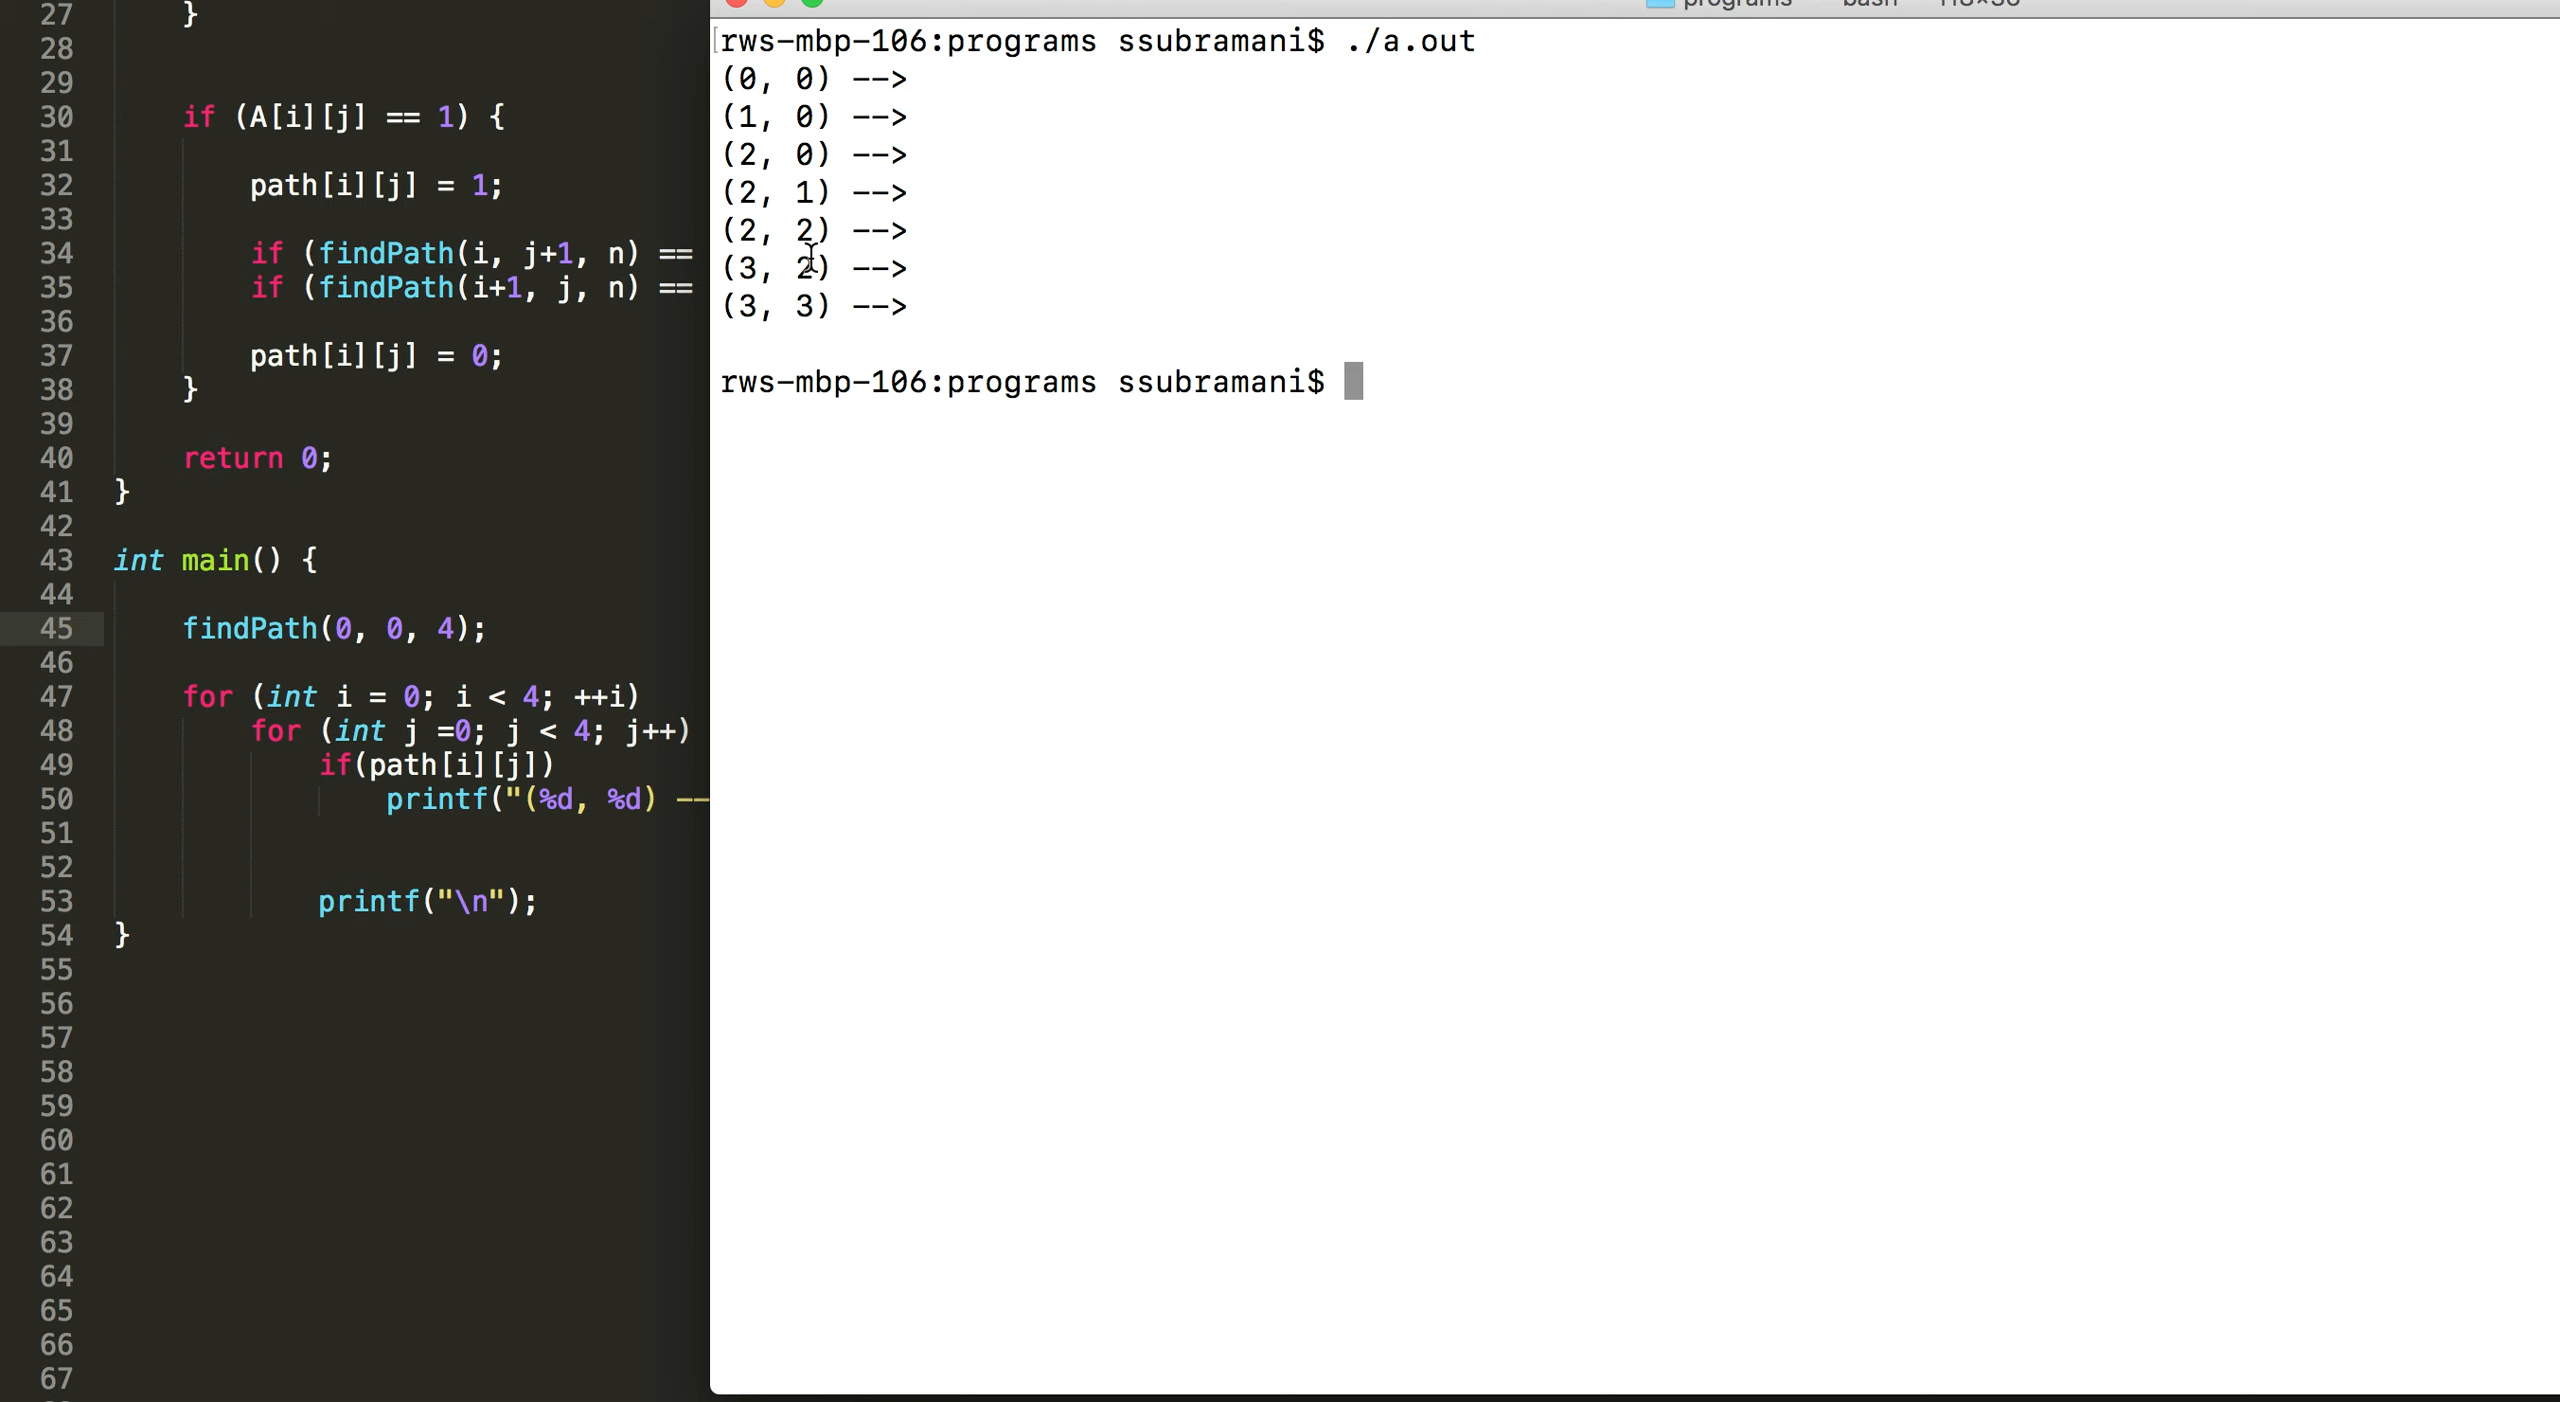 27 }
28
29
30 if (A[i][j] == 1) {
31
32 path[i][j] = 1;
33
34 if (findPath(i, j+1, n) ==
35 if (findPath(i+1, j, n) ==
36
37 path[i][j] = 0;
38 }
39
40 return 0;
41 }
42
43 int main() {
44
45 findPath(0, 0, 4);
46
47 for (int i = 0; i < 4; ++i)
48 for (int j =0; j < 4; j++)
49 if(path[i][j])
50 printf("(%d, %d) --
51
52
53 printf("\n");
54 }
55
56
57
58
59
60
61
62
63
64
65
66
67
programs bash
[rws-mbp-106:programs ssubramani$ ./a.out
(0, 0) -->
(1, 0) -->
(2, 0) -->
(2, 1) -->
(2, 2) -->
(3, 2) -->
(3, 3) -->
rws-mbp-106:programs ssubramani$